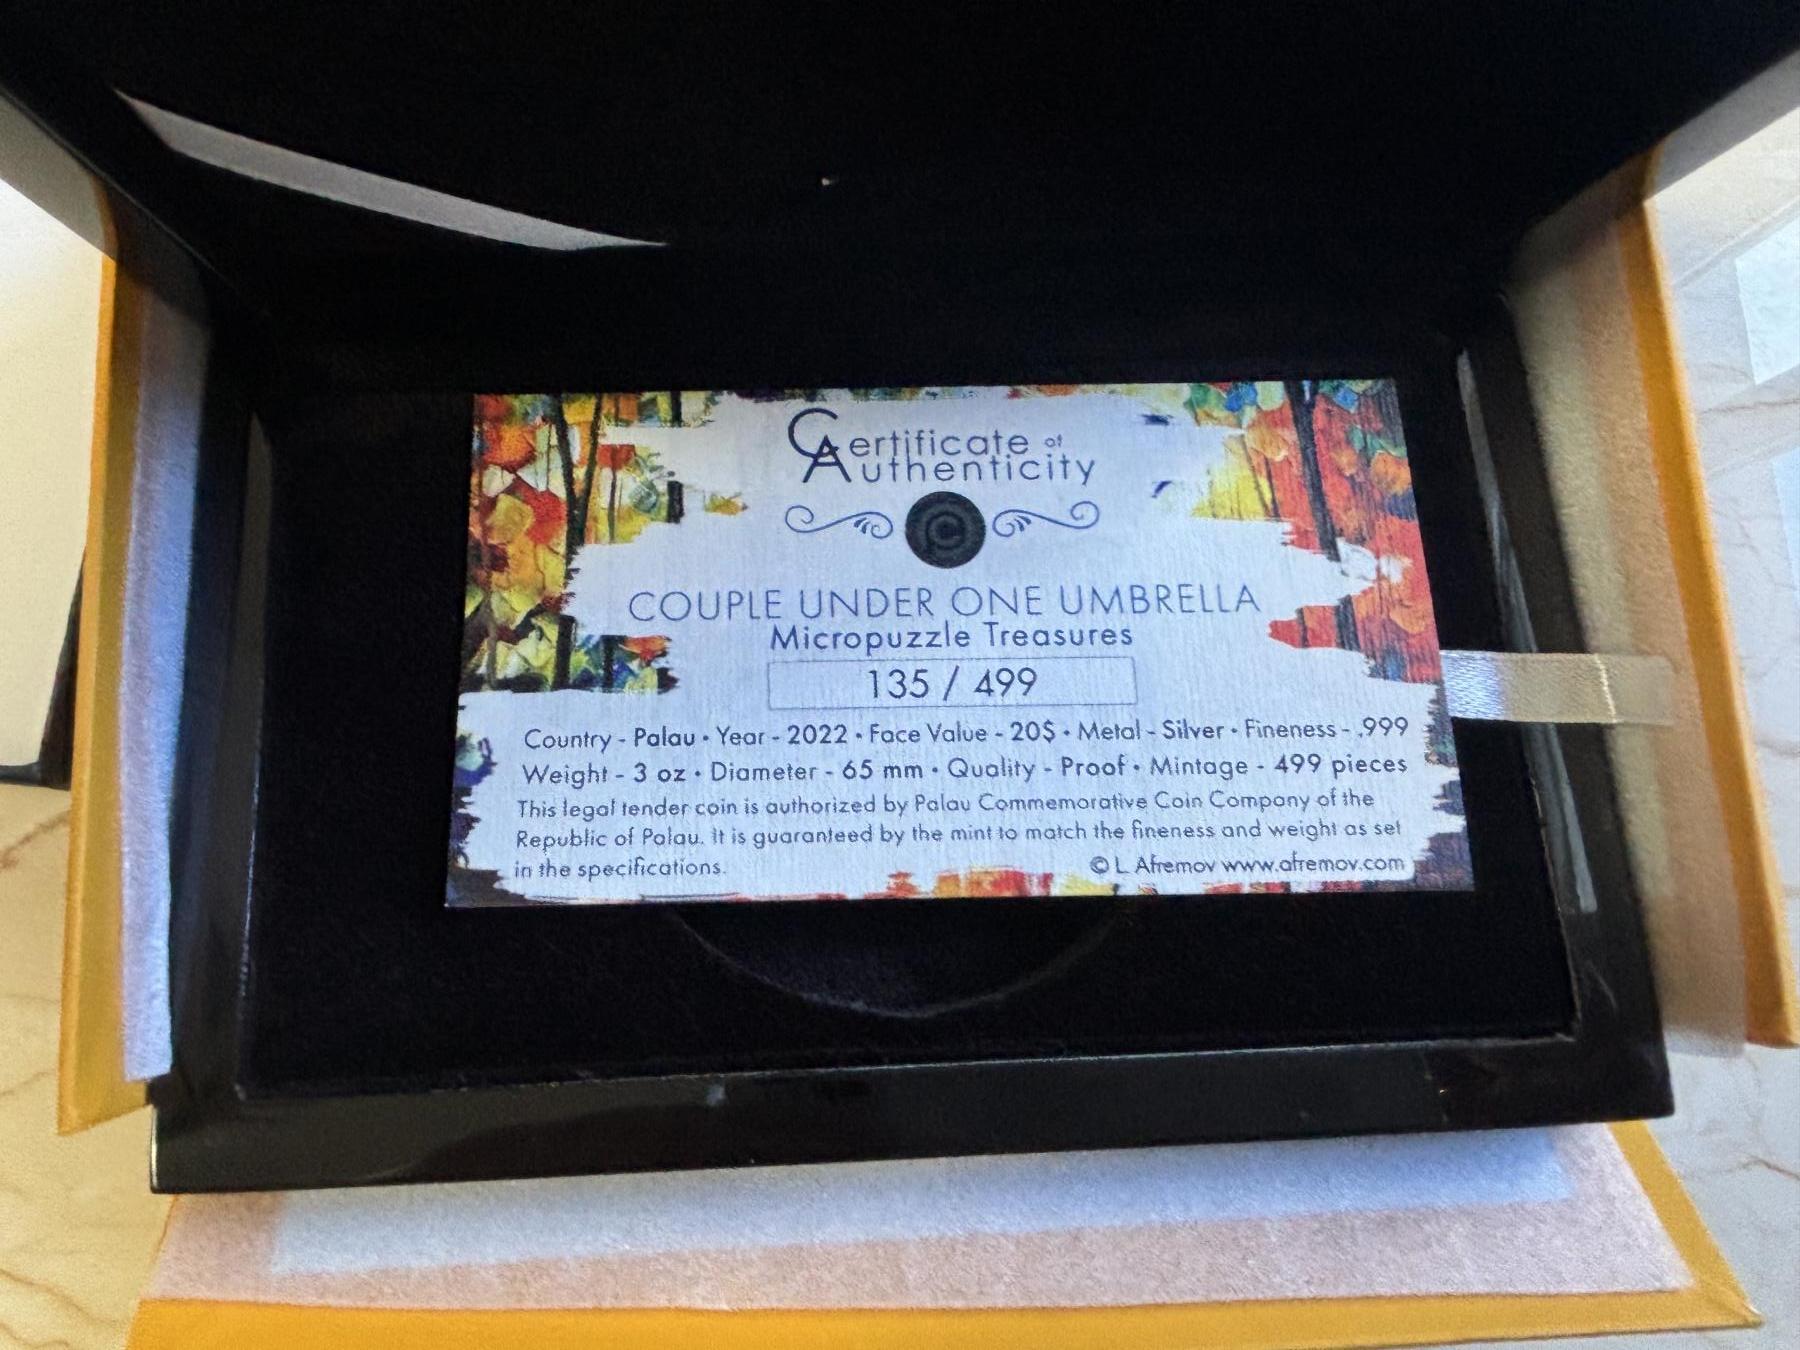 Certificate of
Authenticity
COUPLE UNDER ONE UMBRELLA
Micropuzzle Treasures
135 / 499
Country - Palau • Year - 2022 • Face Value - 20$ • Metal - Silver • Fineness - .999
Weight - 3 oz • Diameter - 65 mm • Quality - Proof • Mintage - 499 pieces
This legal tender coin is authorized by Palau Commemorative Coin Company of the
Republic of Palau. It is guaranteed by the mint to match the fineness and weight as set
in the specifications.
© L Afremov www.afremov.com